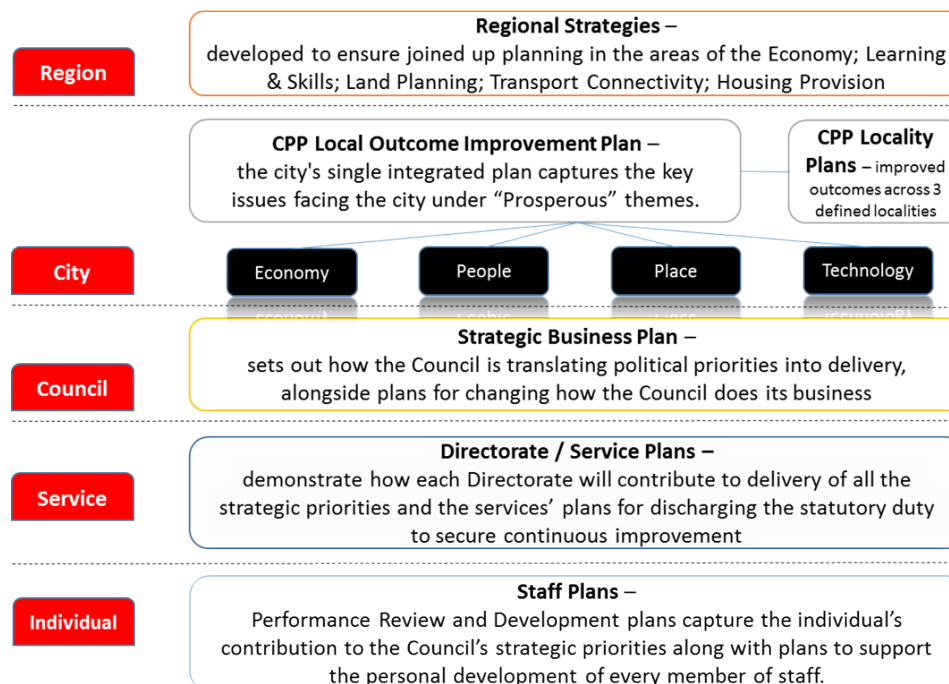 Regional Strategies –
developed to ensure joined up planning in the areas of the Economy; Learning
& Skills; Land Planning; Transport Connectivity; Housing Provision
Region
CPP Local Outcome Improvement Plan –
the city's single integrated plan captures the key
issues facing the city under “Prosperous” themes.
CPP Locality
Plans – improved
outcomes across 3
defined localities
City
Economy
People
Place
Technology
Strategic Business Plan –
sets out how the Council is translating political priorities into delivery,
alongside plans for changing how the Council does its business
Council
Directorate / Service Plans –
demonstrate how each Directorate will contribute to delivery of all the
strategic priorities and the services’ plans for discharging the statutory duty
to secure continuous improvement
Service
Staff Plans –
Performance Review and Development plans capture the individual’s
contribution to the Council’s strategic priorities along with plans to support
the personal development of every member of staff.
Individual